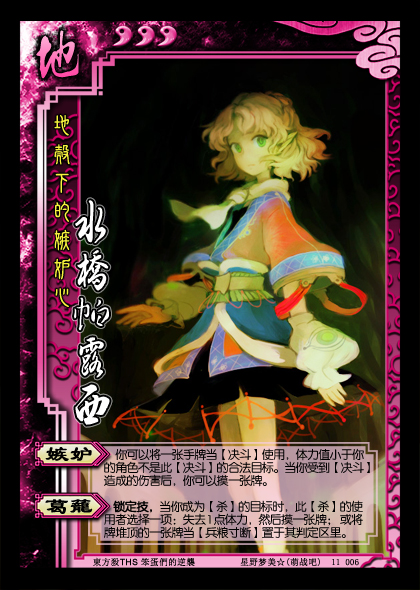 地
地殼下的嫉妒心
水橋帕露西
嫉妒
你可以将一张手牌当【决斗】使用，体力值小于你
的角色不是此【决斗】的合法目标。当你受到【决斗】
造成的伤害后，你可以摸一张牌。
葛籠
锁定技，当你成为【杀】的目标时，此【杀】的使
用者选择一项：失去1点体力，然后摸一张牌；或将
牌堆顶的一张牌当【兵粮寸断】置于其判定区里。
東方殺THS 笨蛋們的逆襲
星野梦美☆(萌战吧) 11 006